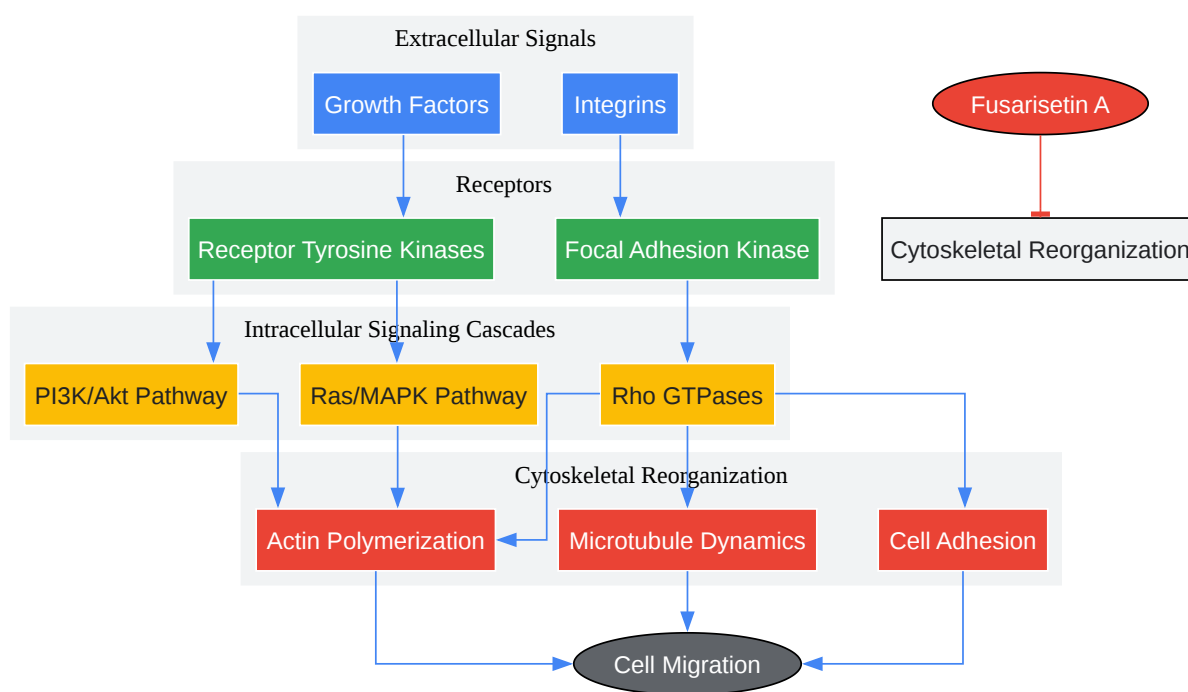 Extracellular Signals
Growth Factors
Integrins
Fusarisetin A
Receptors
Receptor Tyrosine Kinases
Focal Adhesion Kinase
Cytoskeletal Reorganization
Intracellular Signaling Cascades
PI3K/Akt Pathway
Ras/MAPK Pathway
Rho GTPases
Cytoskeletal Reorganization
Actin Polymerization
Microtubule Dynamics
Cell Adhesion
Cell Migration